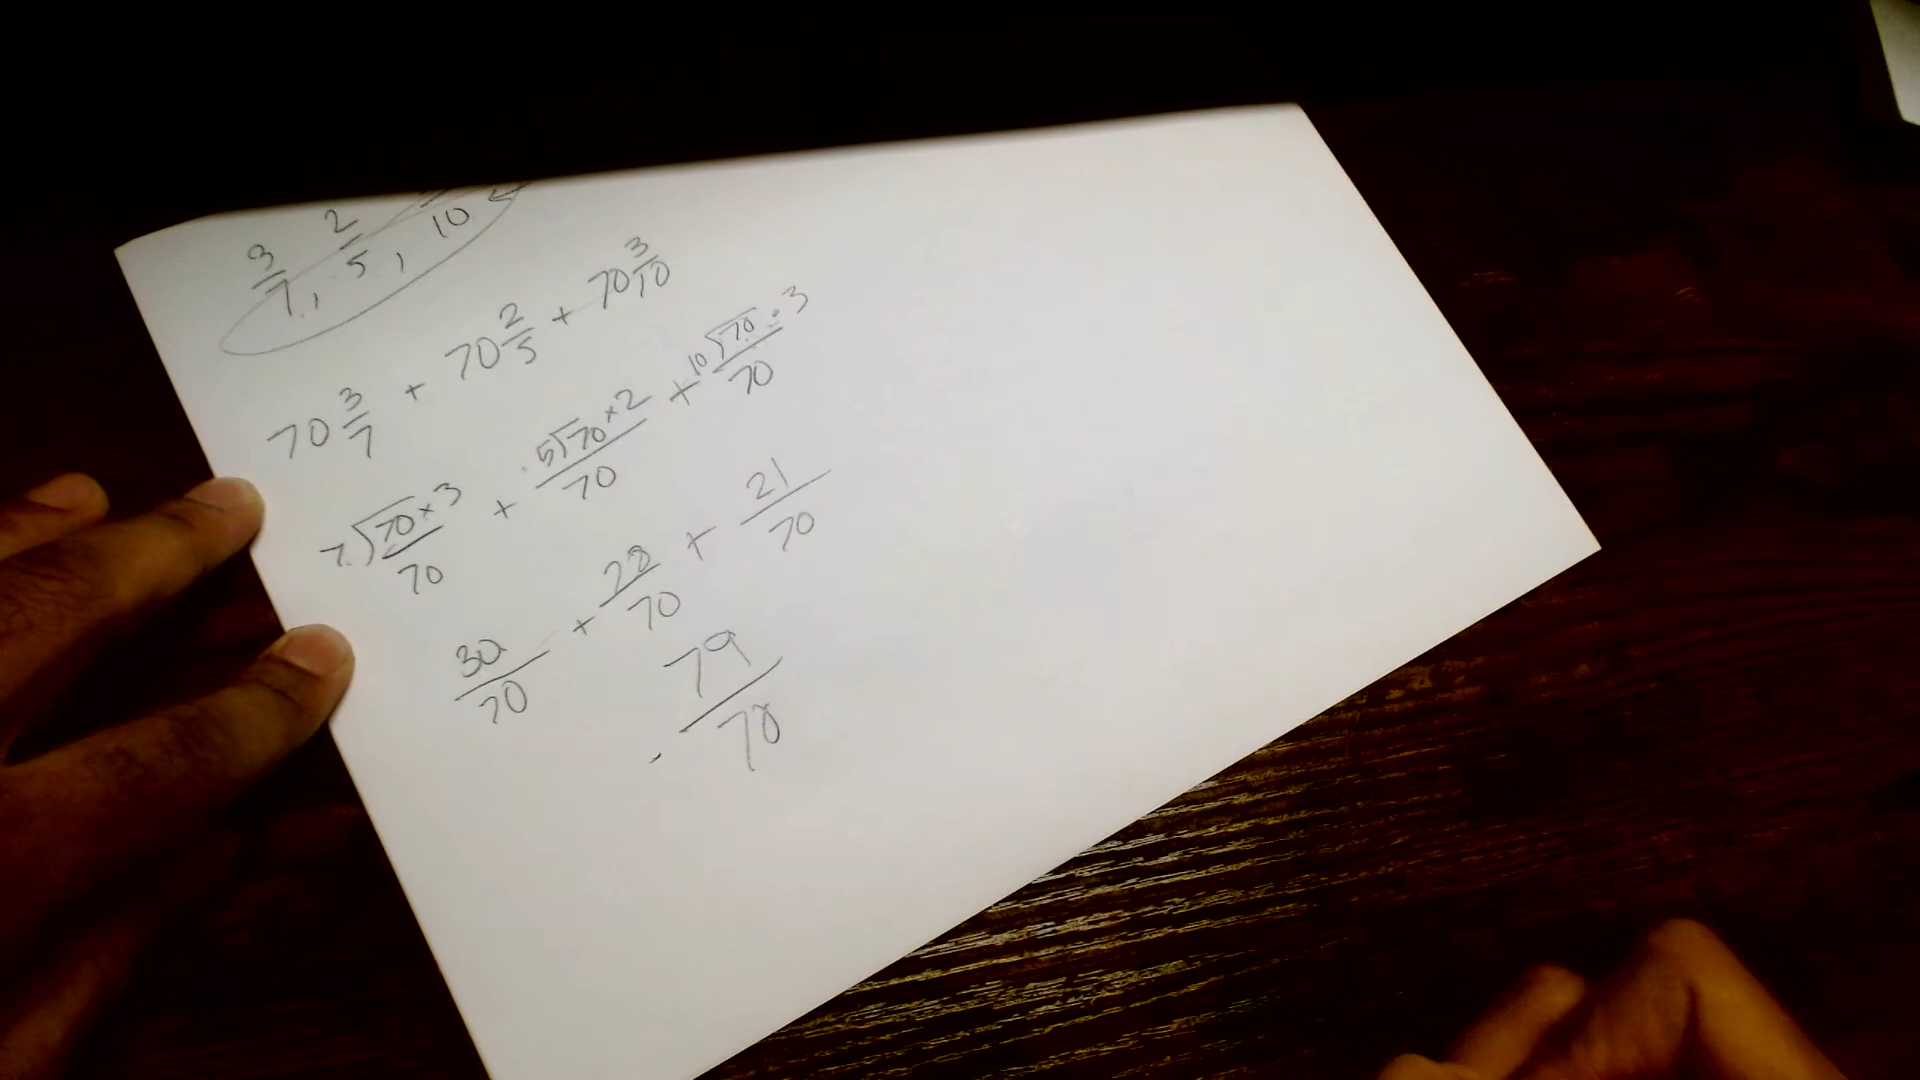 3/7, 2/5, /10
70 3/7 + 70 2/5 + 70 3/10
7)70×3/70 + 5)70×2/70 + 10)70÷3/70
30/70 + 28/70 + 21/70
79/70